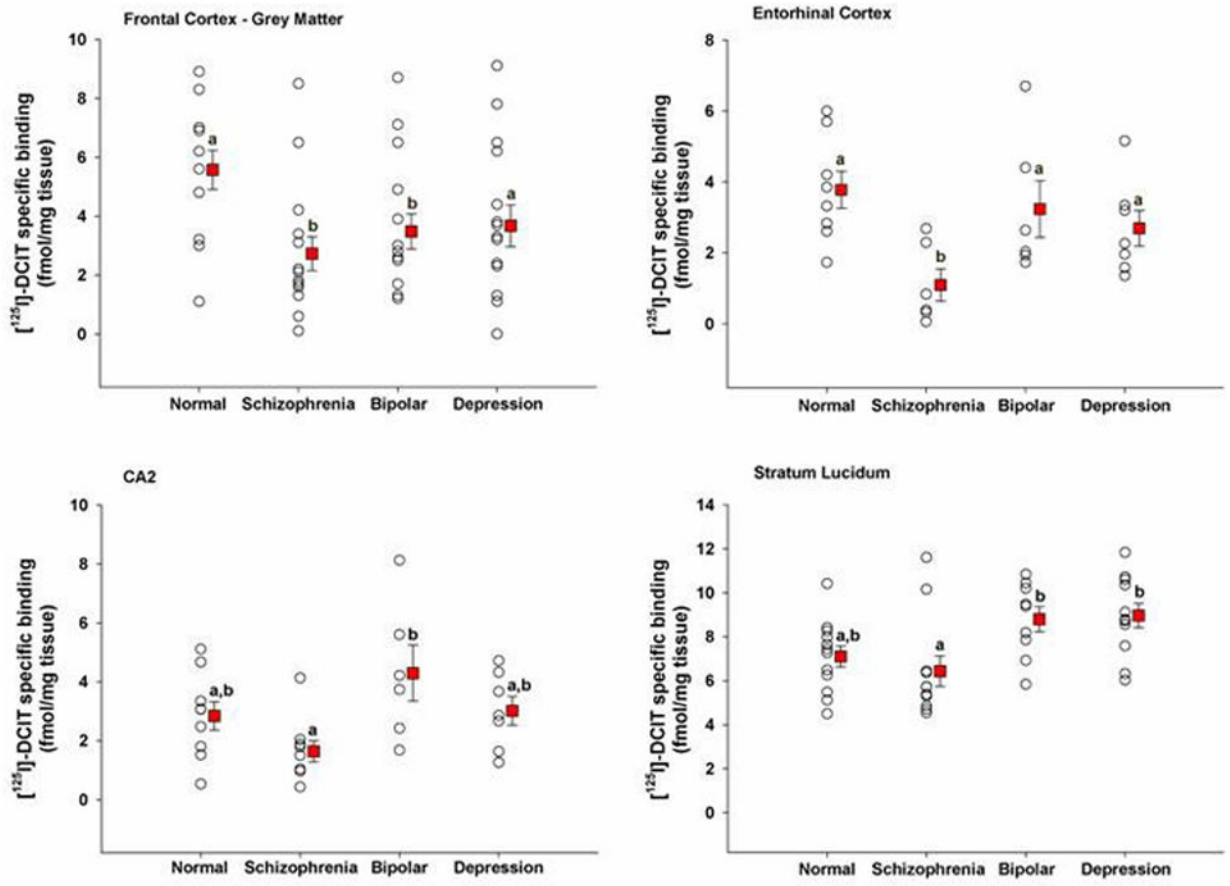 Frontal Cortex - Grey Matter
[¹²⁵I]-DCIT specific binding
(fmol/mg tissue)
10
8
6
4
2
0
a
b
b
a
Normal Schizophrenia Bipolar Depression
Entorhinal Cortex
[¹²⁵I]-DCIT specific binding
(fmol/mg tissue)
8
6
4
2
0
a
b
a
a
Normal Schizophrenia Bipolar Depression
CA2
[¹²⁵I]-DCIT specific binding
(fmol/mg tissue)
10
8
6
4
2
0
a,b
a
b
a,b
Normal Schizophrenia Bipolar Depression
Stratum Lucidum
[¹²⁵I]-DCIT specific binding
(fmol/mg tissue)
14
12
10
8
6
4
2
0
a,b
a
b
b
Normal Schizophrenia Bipolar Depression